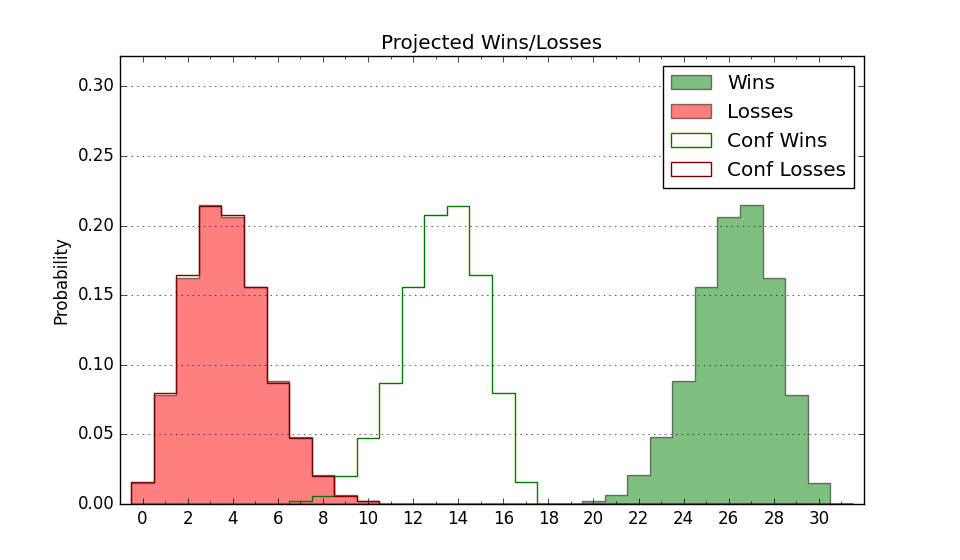 Projected Wins/Losses
Wins
Losses
Conf Wins
Conf Losses
Probability
0.30
0.25
0.20
0.15
0.10
0.05
0.00
0 2 4 6 8 10 12 14 16 18 20 22 24 26 28 30